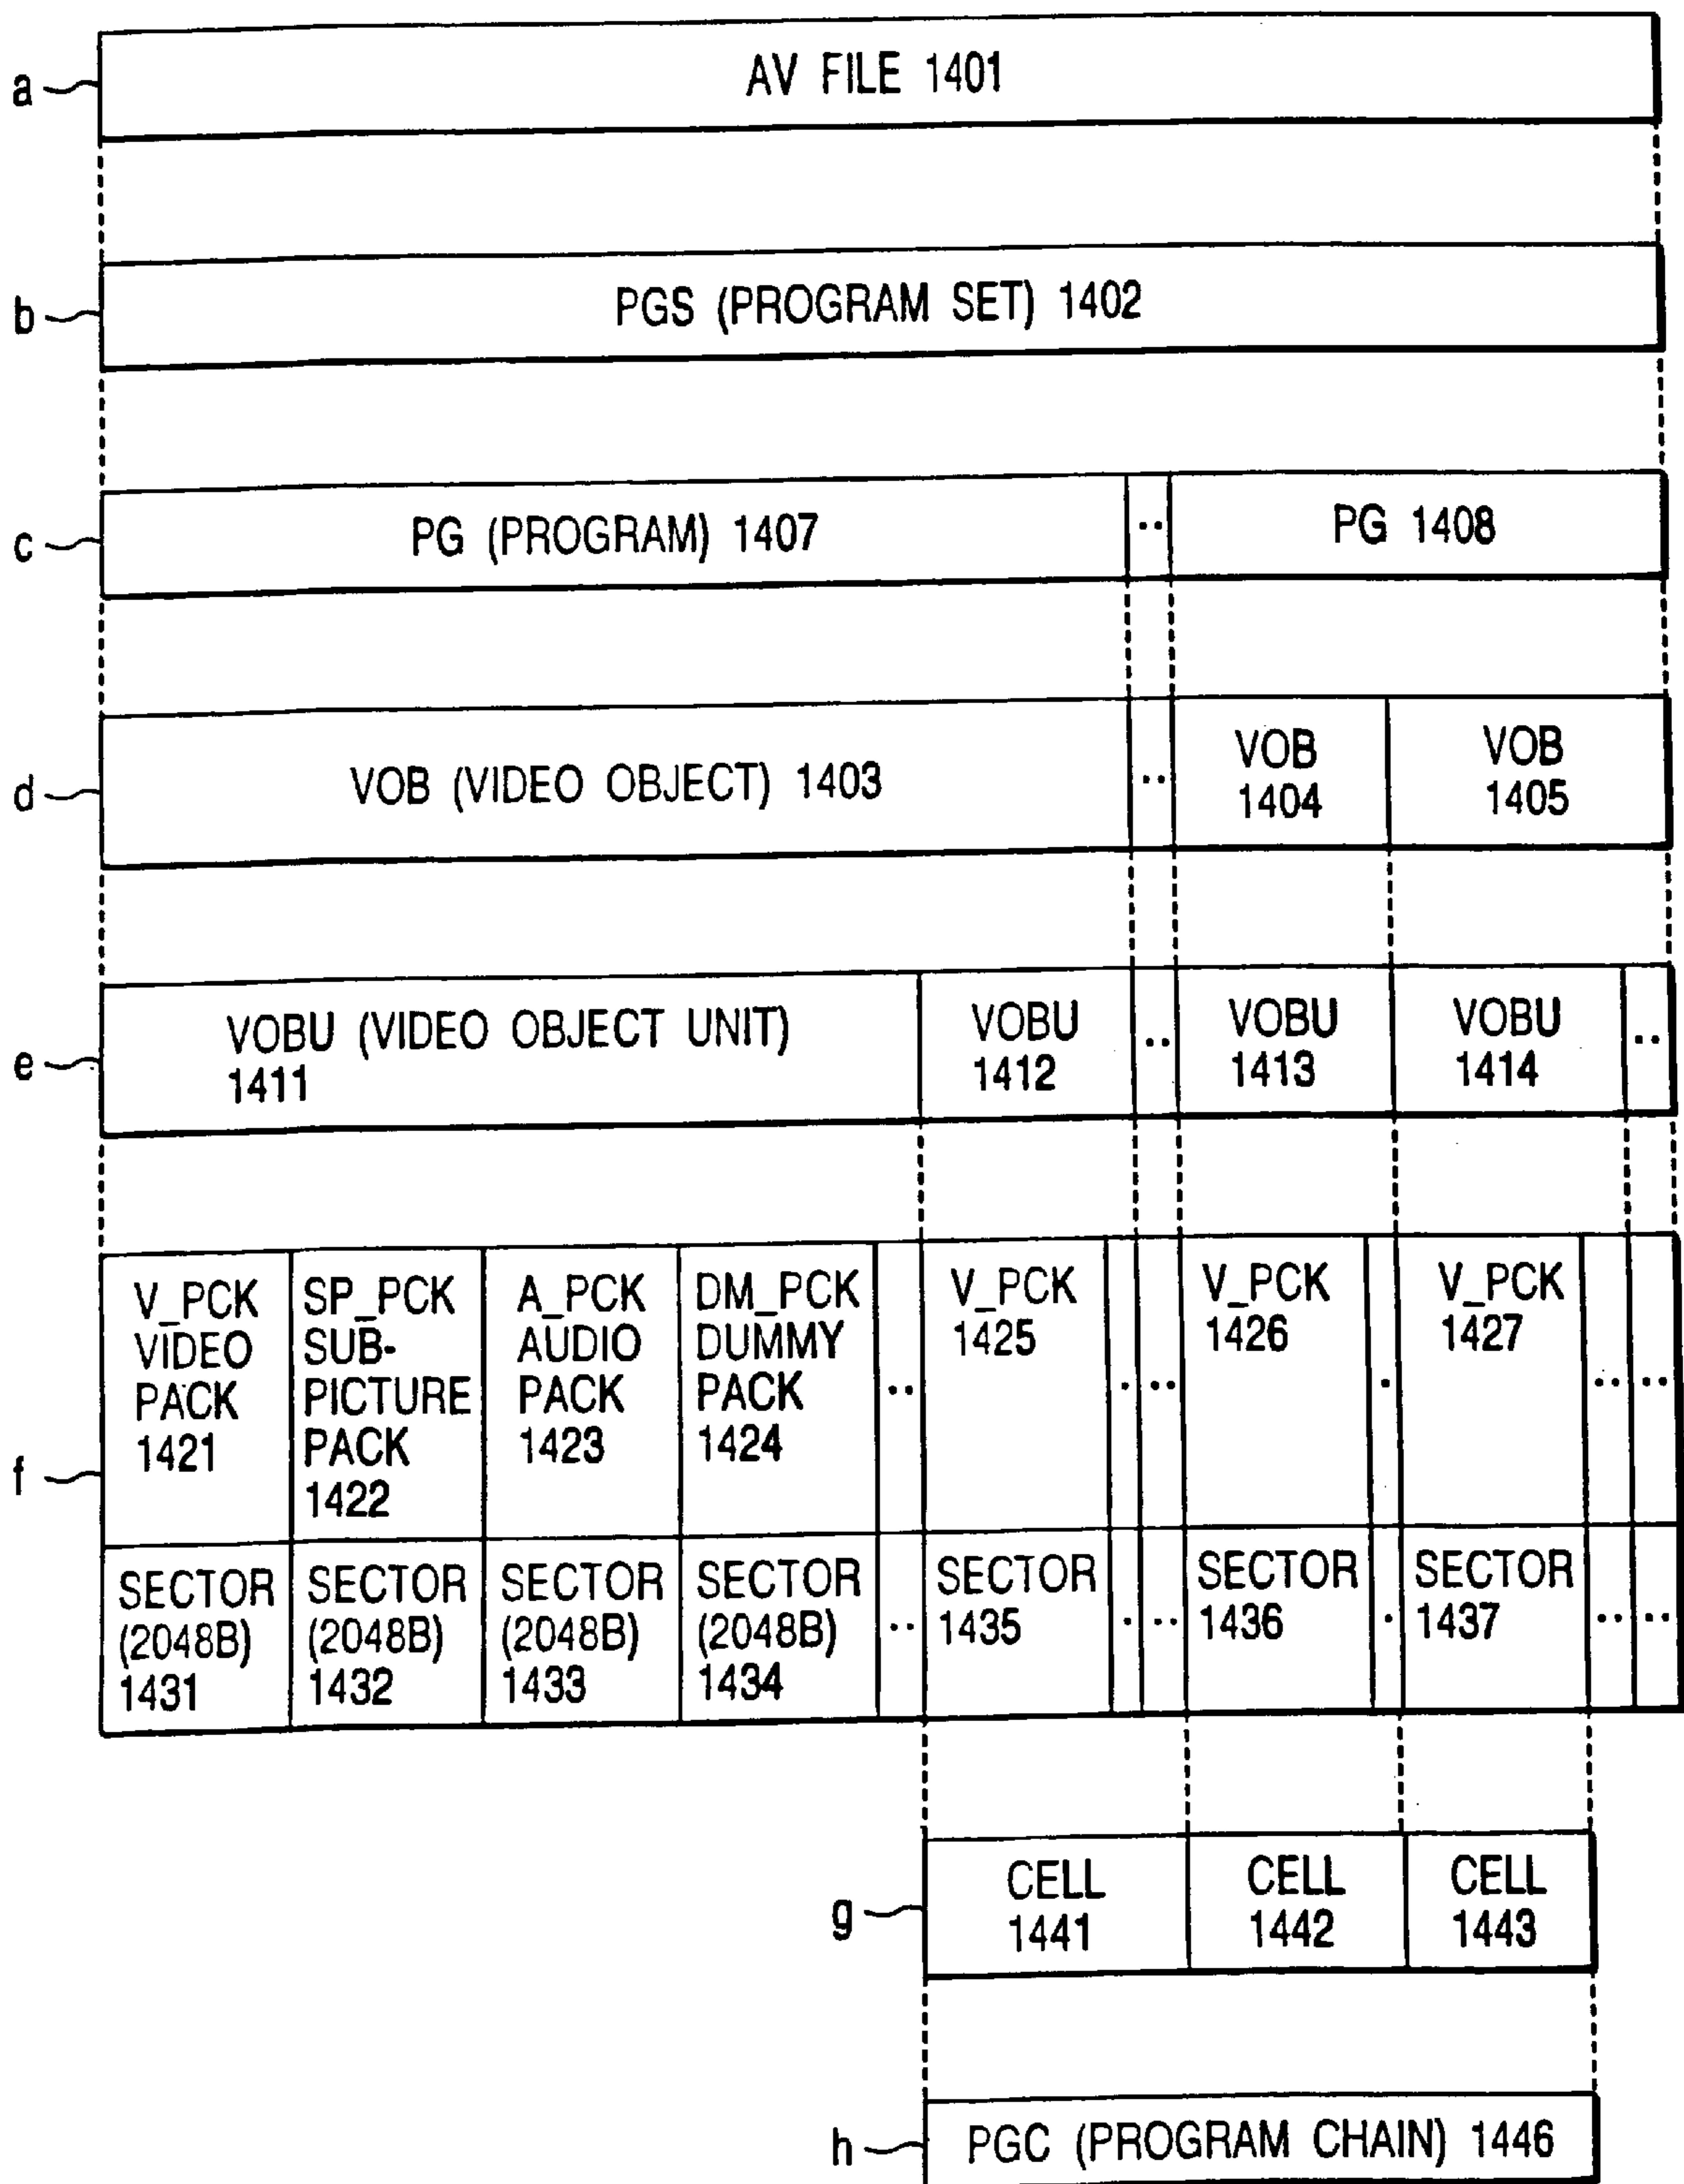 a
AV FILE 1401
b
PGS (PROGRAM SET) 1402
c
PG (PROGRAM) 1407
..
PG 1408
d
VOB (VIDEO OBJECT) 1403
..
VOB
1404
VOB
1405
e
VOBU (VIDEO OBJECT UNIT)
1411
VOBU
1412
..
VOBU
1413
VOBU
1414
..
f
V_PCK
VIDEO
PACK
1421
SP_PCK
SUB-
PICTURE
PACK
1422
A_PCK
AUDIO
PACK
1423
DM_PCK
DUMMY
PACK
1424
..
V_PCK
1425
.
..
V_PCK
1426
.
V_PCK
1427
..
..
SECTOR
(2048B)
1431
SECTOR
(2048B)
1432
SECTOR
(2048B)
1433
SECTOR
(2048B)
1434
..
SECTOR
1435
.
..
SECTOR
1436
.
SECTOR
1437
..
..
g
CELL
1441
CELL
1442
CELL
1443
h
PGC (PROGRAM CHAIN) 1446